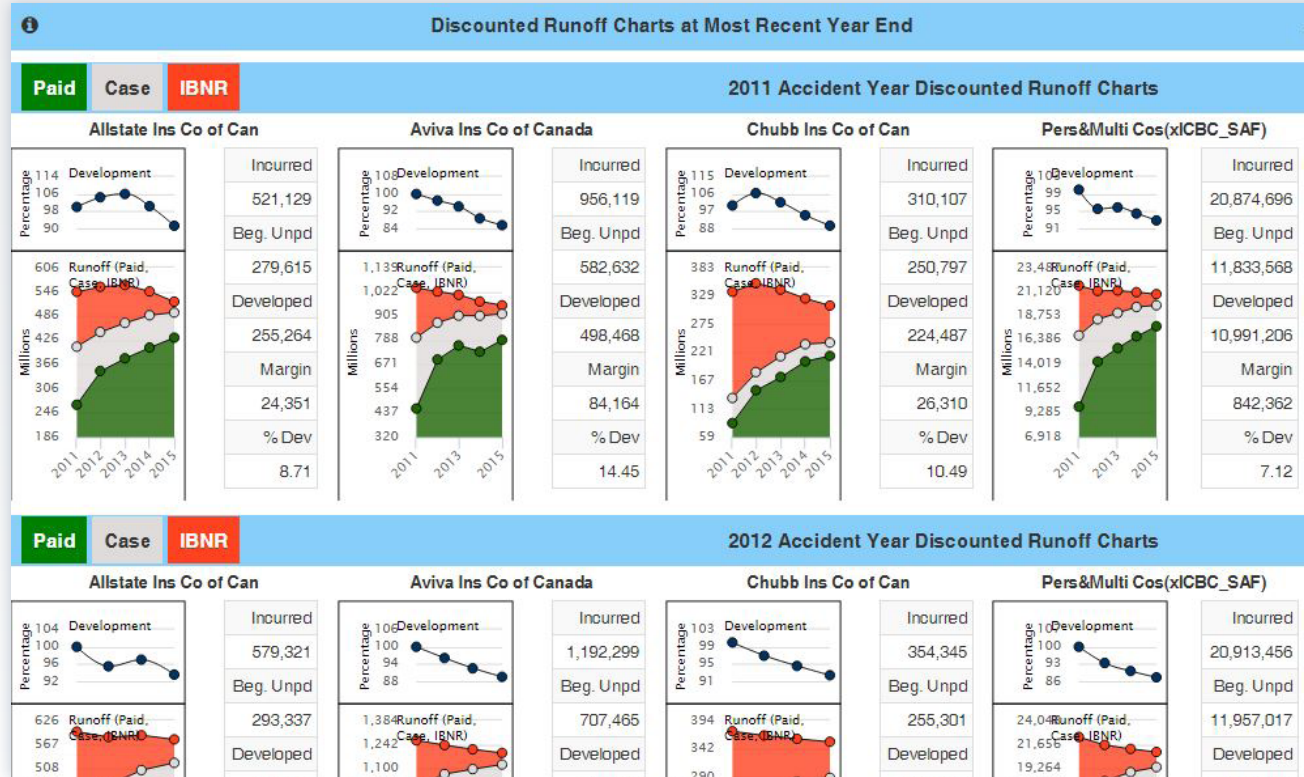 Discounted Runoff Charts at Most Recent Year End
Paid Case IBNR 2011 Accident Year Discounted Runoff Charts
Allstate Ins Co of Can
Percentage
114
106
98
90
Development
Millions
606
546
486
426
366
306
246
186
Runoff (Paid,
Case, IBNR)
2011 2012 2013 2014 2015
Incurred
521,129
Beg. Unpd
279,615
Developed
255,264
Margin
24,351
% Dev
8.71
Aviva Ins Co of Canada
Percentage
108
100
92
84
Development
Millions
1,139
1,022
905
788
671
554
437
320
Runoff (Paid,
Case, IBNR)
2011 2013 2015
Incurred
956,119
Beg. Unpd
582,632
Developed
498,468
Margin
84,164
% Dev
14.45
Chubb Ins Co of Can
Percentage
115
106
97
88
Development
Millions
383
329
275
221
167
113
59
Runoff (Paid,
Case, IBNR)
2011 2012 2013 2014 2015
Incurred
310,107
Beg. Unpd
250,797
Developed
224,487
Margin
26,310
% Dev
10.49
Pers&Multi Cos(xICBC_SAF)
Percentage
99
95
91
Development
Millions
21,120
18,753
16,386
14,019
11,652
9,285
6,918
Runoff (Paid,
Case, IBNR)
2011 2013 2015
Incurred
20,874,696
Beg. Unpd
11,833,568
Developed
10,991,206
Margin
842,362
% Dev
7.12
Paid Case IBNR 2012 Accident Year Discounted Runoff Charts
Allstate Ins Co of Can
Percentage
104
100
96
92
Development
626
567
508
Runoff (Paid,
Case, IBNR)
Incurred
579,321
Beg. Unpd
293,337
Developed
Aviva Ins Co of Canada
Percentage
106
100
94
88
Development
1,384
1,242
1,100
Runoff (Paid,
Case, IBNR)
Incurred
1,192,299
Beg. Unpd
707,465
Developed
Chubb Ins Co of Can
Percentage
103
99
95
91
Development
394
342
290
Runoff (Paid,
Case, IBNR)
Incurred
354,345
Beg. Unpd
255,301
Developed
Pers&Multi Cos(xICBC_SAF)
Percentage
107
100
93
86
Development
21,656
19,264
Runoff (Paid,
Case, IBNR)
Incurred
20,913,456
Beg. Unpd
11,957,017
Developed